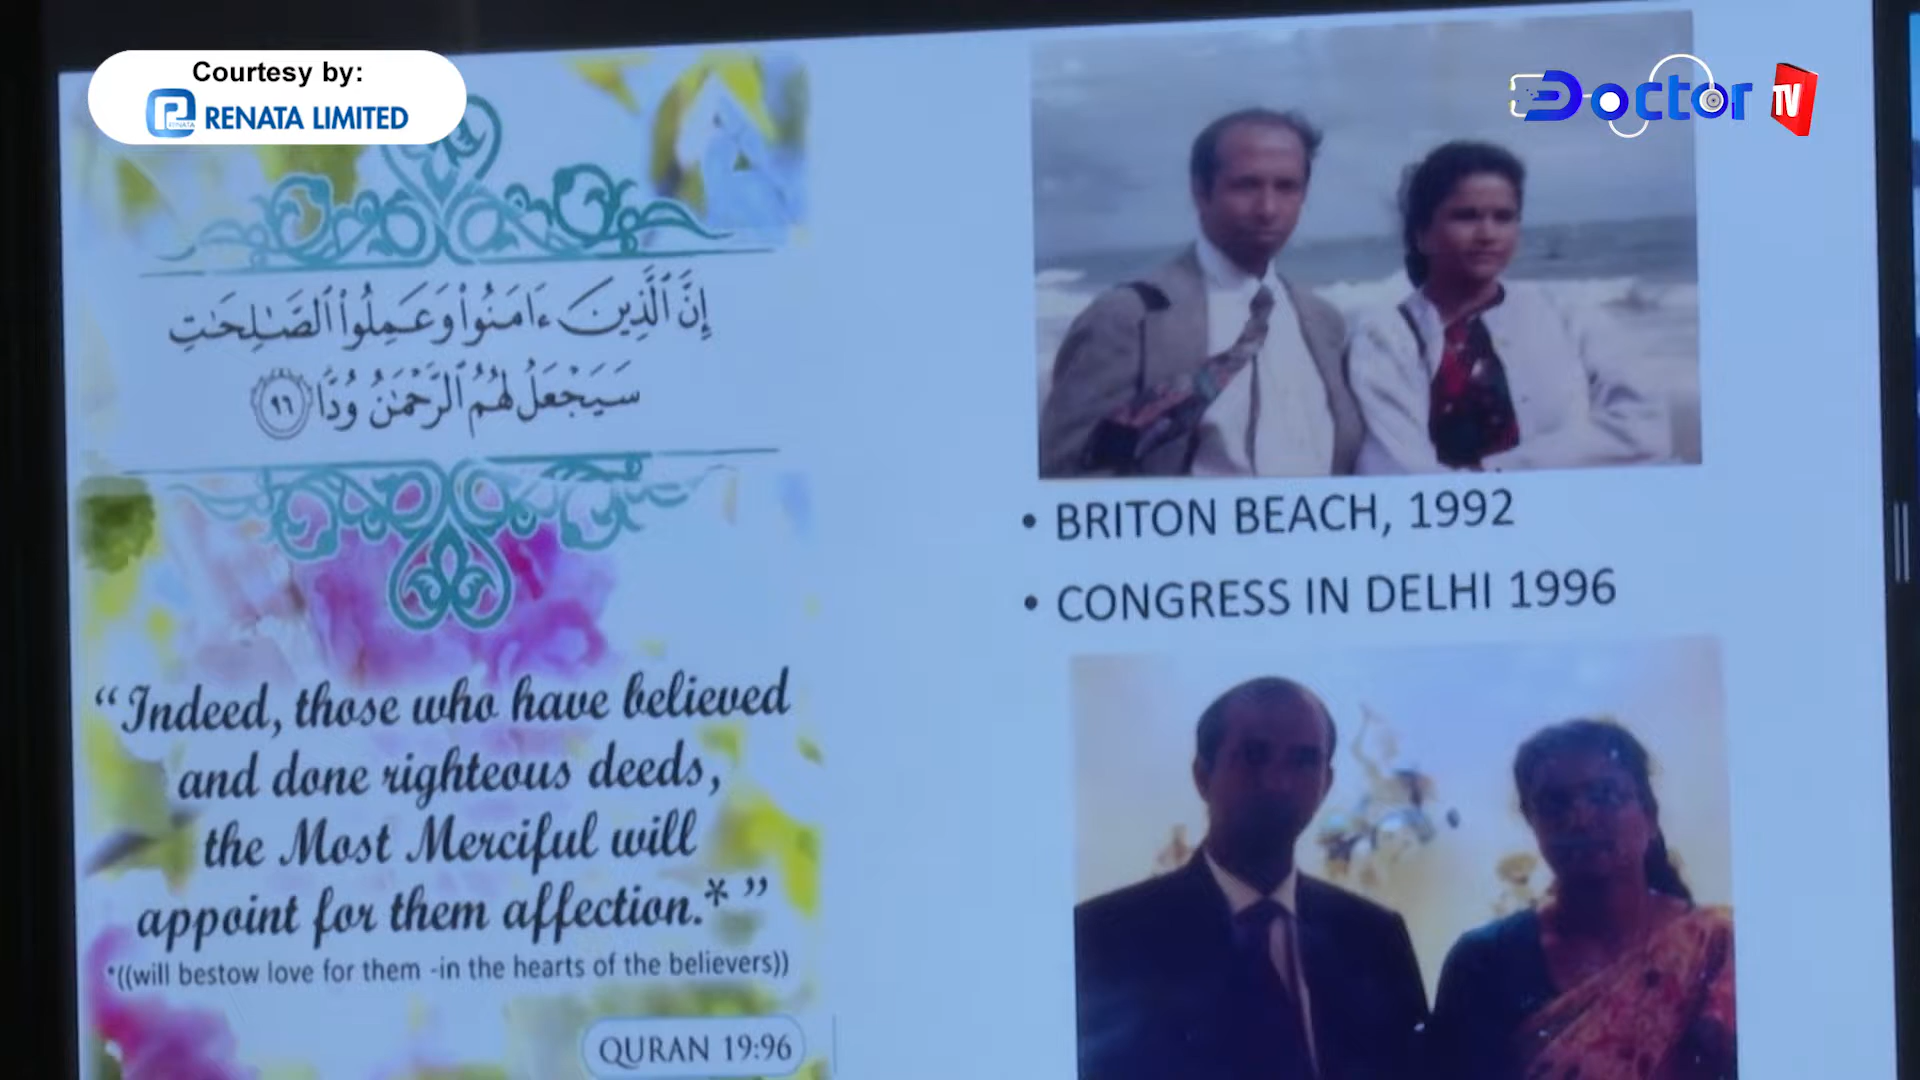 Courtesy by:
RENATA
RENATA LIMITED
Doctor TV
إِنَّ ٱلَّذِينَ ءَامَنُوا۟ وَعَمِلُوا۟ ٱلصَّـٰلِحَـٰتِ
سَيَجْعَلُ لَهُمُ ٱلرَّحْمَـٰنُ وُدًّا ٩٦
“Indeed, those who have believed
and done righteous deeds,
the Most Merciful will
appoint for them affection.* ”
*((will bestow love for them -in the hearts of the believers))
QURAN 19:96
• BRITON BEACH, 1992
• CONGRESS IN DELHI 1996